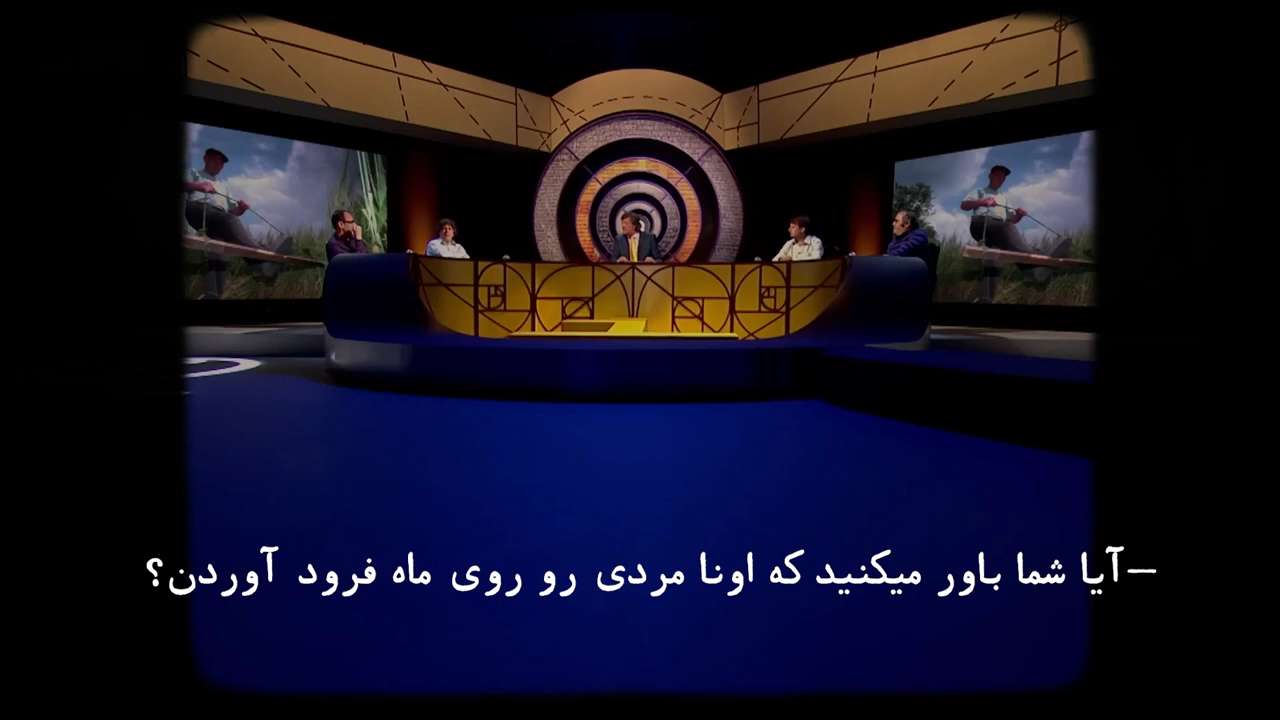 –آیا شما باور میکنید که اونا مردی رو روی ماه فرود آوردن؟